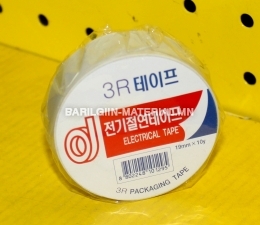 3R 테이프
BARILGIIN-MATERIAL.MN
전기절연테이프
ELECTRICAL TAPE
19mm × 10y
3R PACKAGING TAPE